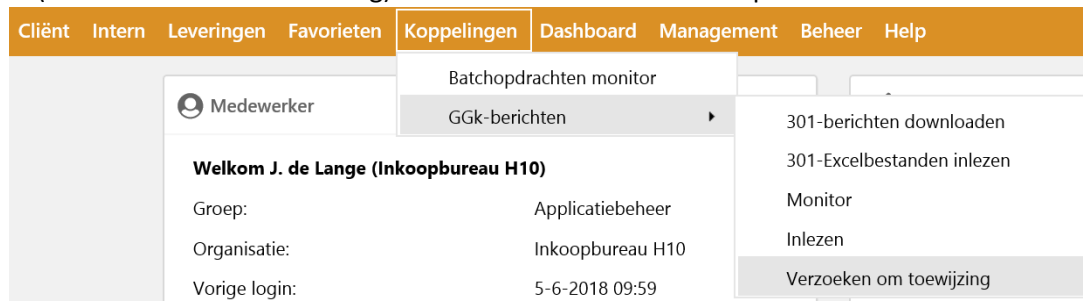 Cliënt Intern Leveringen Favorieten Koppelingen Dashboard Management Beheer Help
Batchopdrachten monitor
Medewerker
GGk-berichten
301-berichten downloaden
301-Excelbestanden inlezen
Welkom J. de Lange (Inkoopbureau H10)
Monitor
Groep: Applicatiebeheer
Inlezen
Organisatie: Inkoopbureau H10
Verzoeken om toewijzing
Vorige login: 5-6-2018 09:59